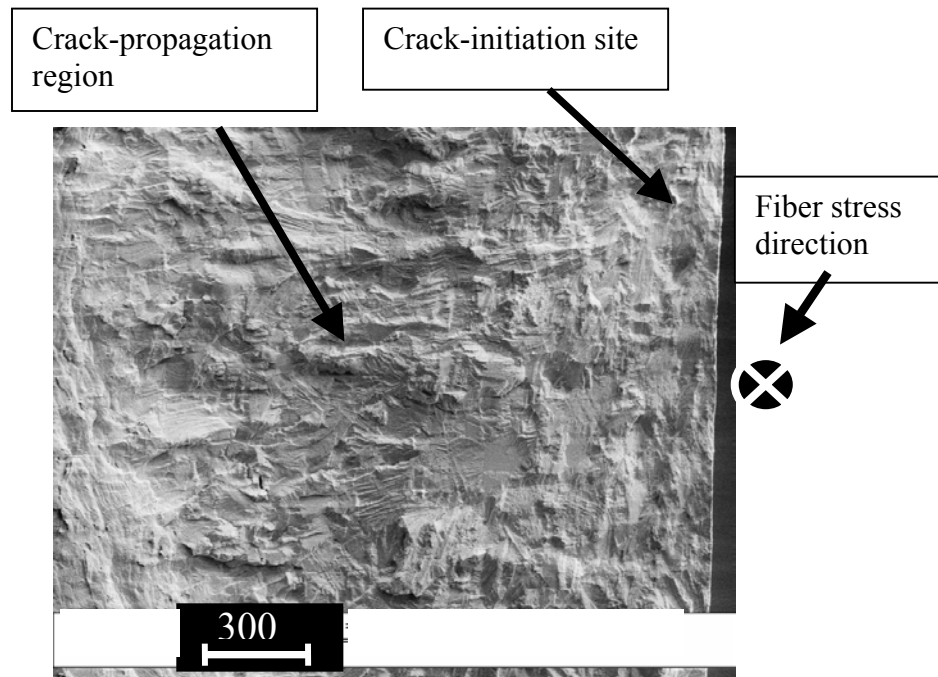 Crack-propagation
region
Crack-initiation site
Fiber stress
direction
300